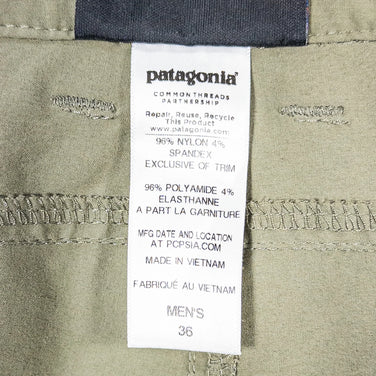 patagonia®
COMMON THREADS
PARTNERSHIP
Repair, Reuse, Recycle
This Product
www.patagonia.com
96% NYLON 4%
SPANDEX
EXCLUSIVE OF TRIM
96% POLYAMIDE 4%
ELASTHANNE
A PART LA GARNITURE
MFG DATE AND LOCATION
AT PCPSIA.COM
MADE IN VIETNAM
FABRIQUÉ AU VIETNAM
MEN'S
36